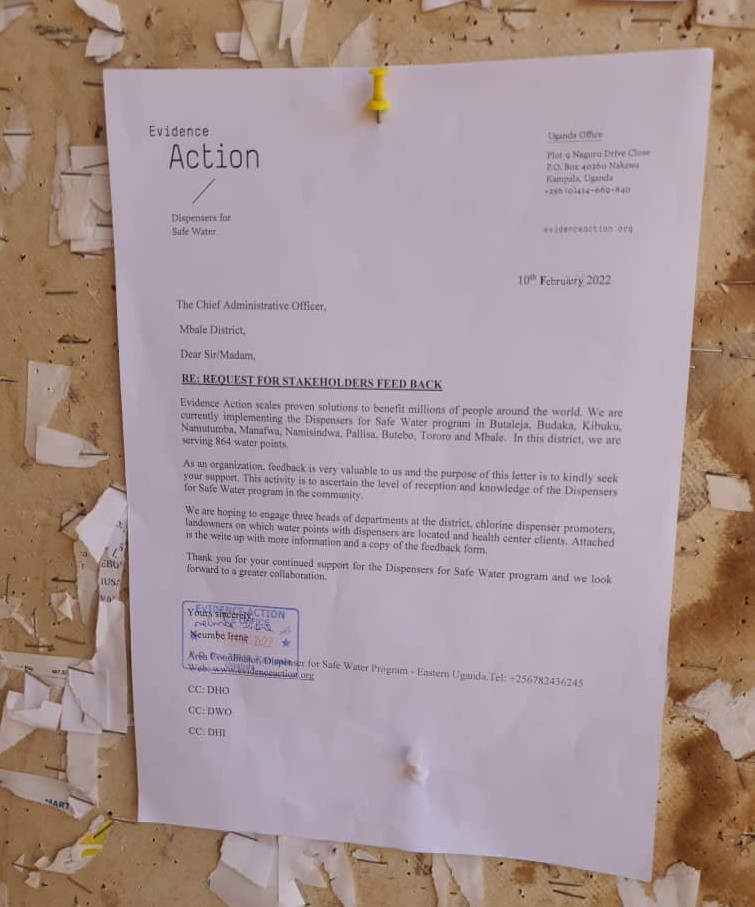 Evidence
Action
Dispensers for
Safe Water
Uganda Office
Plot 9 Naguru Drive Close
P.O. Box 40260 Nakawa
Kampala, Uganda
+256 (0)414-669-840
evidenceaction.org
10th February 2022
The Chief Administrative Officer,
Mbale District,
Dear Sir/Madam,
RE: REQUEST FOR STAKEHOLDERS FEED BACK
Evidence Action scales proven solutions to benefit millions of people around the world. We are
currently implementing the Dispensers for Safe Water program in Butaleja, Budaka, Kibuku,
Namutumba, Manafwa, Namisindwa, Pallisa, Butebo, Tororo and Mbale. In this district, we are
serving 864 water points.
As an organization, feedback is very valuable to us and the purpose of this letter is to kindly seek
your support. This activity is to ascertain the level of reception and knowledge of the Dispensers
for Safe Water program in the community.
We are hoping to engage three heads of departments at the district, chlorine dispenser promoters,
landowners on which water points with dispensers are located and health center clients. Attached
is the write up with more information and a copy of the feedback form.
Thank you for your continued support for the Dispensers for Safe Water program and we look
forward to a greater collaboration.
EVIDENCE ACTION
Yours sincerely,
Neumbe Irene
2022
Area Coordinator, Dispenser for Safe Water Program - Eastern Uganda.Tel: +256782436245
Web: www.evidenceaction.org
CC: DHO
CC: DWO
CC: DHI